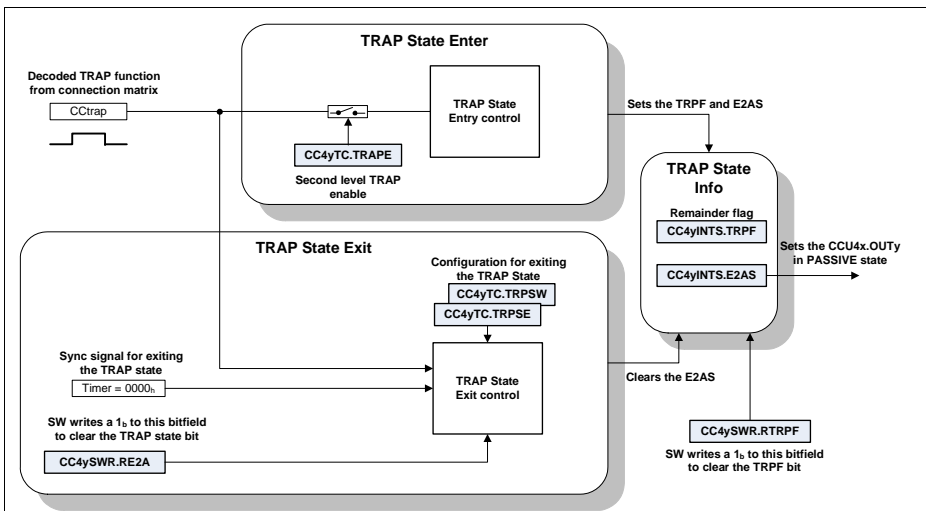 TRAP State Enter
Decoded TRAP function
from connection matrix
CCtrap
TRAP State
Entry control
CC4yTC.TRAPE
Second level TRAP
enable
Sets the TRPF and E2AS
TRAP State
Info
Remainder flag
CC4yINTS.TRPF
CC4yINTS.E2AS
Sets the CCU4x.OUTy
in PASSIVE state
TRAP State Exit
Configuration for exiting
the TRAP State
CC4yTC.TRPSW
CC4yTC.TRPSE
Sync signal for exiting
the TRAP state
Timer = 0000h
TRAP State
Exit control
Clears the E2AS
SW writes a 1b to this bitfield
to clear the TRAP state bit
CC4ySWR.RE2A
CC4ySWR.RTRPF
SW writes a 1b to this bitfield
to clear the TRPF bit